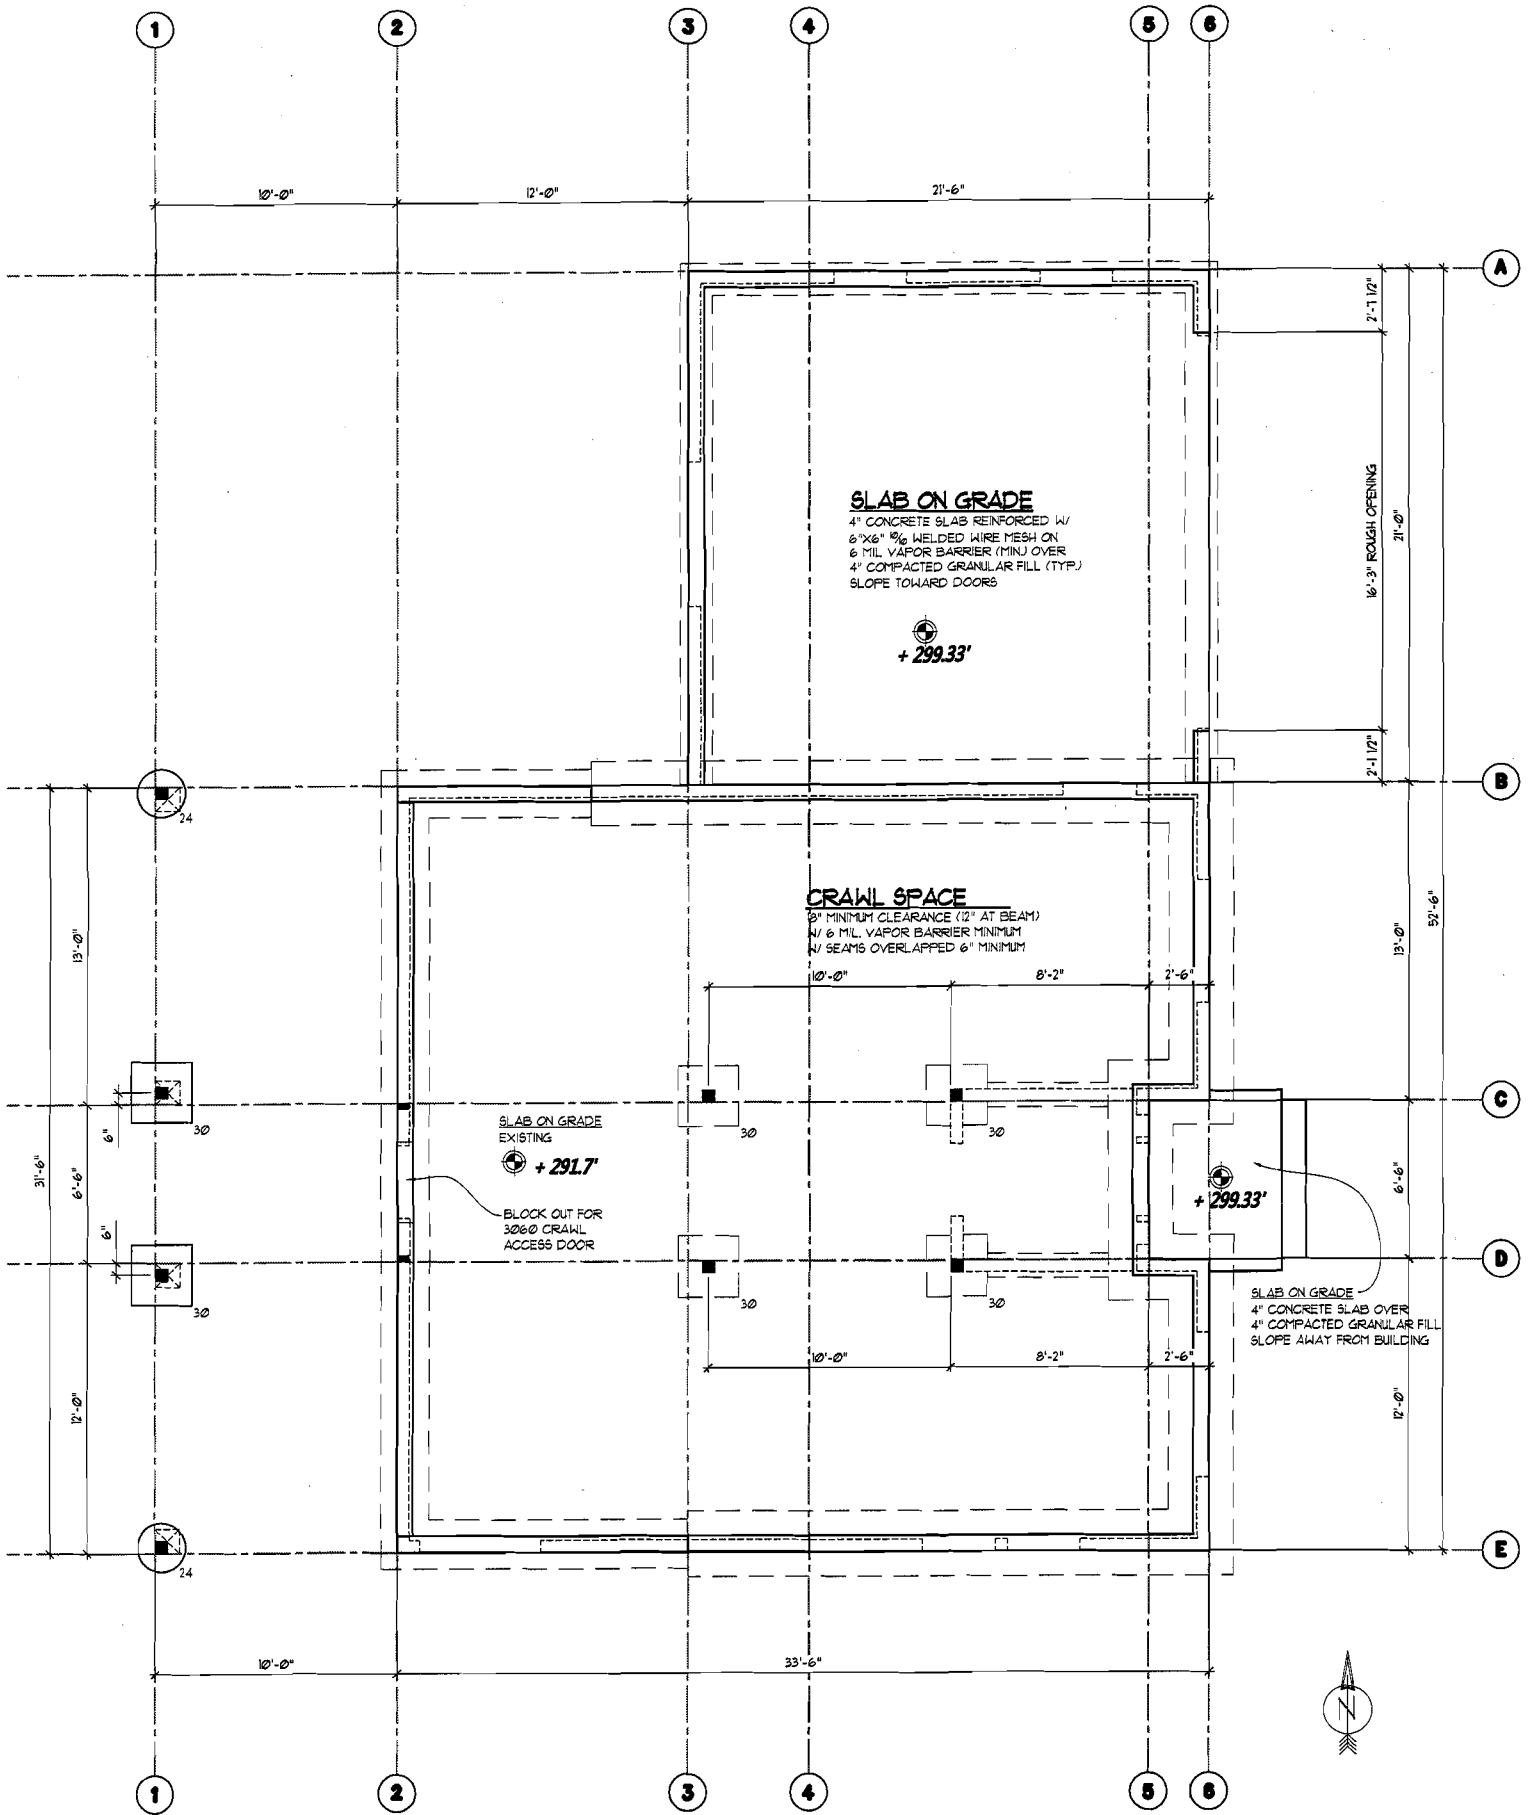 1 2 3 4 5 6
10'-0" 12'-0" 21'-6"
A
2'-1 1/2"
SLAB ON GRADE
4" CONCRETE SLAB REINFORCED W/
6"X6" 10/10 WELDED WIRE MESH ON
6 MIL VAPOR BARRIER (MIN.) OVER
4" COMPACTED GRANULAR FILL (TYP.)
SLOPE TOWARD DOORS
+ 299.33'
16'-3" ROUGH OPENING
21'-0"
2'-1 1/2"
B
24
CRAWL SPACE
18" MINIMUM CLEARANCE (12" AT BEAM)
W/ 6 MIL. VAPOR BARRIER MINIMUM
W/ SEAMS OVERLAPPED 6" MINIMUM
13'-0"
13'-0"
52'-6"
10'-0" 8'-2" 2'-6"
C
30
30
30
6"
31'-6"
6'-6"
6"
SLAB ON GRADE
EXISTING
+ 291.7'
BLOCK OUT FOR
3060 CRAWL
ACCESS DOOR
+ 299.33'
6'-6"
D
30
30
30
SLAB ON GRADE
4" CONCRETE SLAB OVER
4" COMPACTED GRANULAR FILL
SLOPE AWAY FROM BUILDING
10'-0" 8'-2" 2'-6"
12'-0"
12'-0"
E
24
10'-0" 33'-6"
N
1 2 3 4 5 6